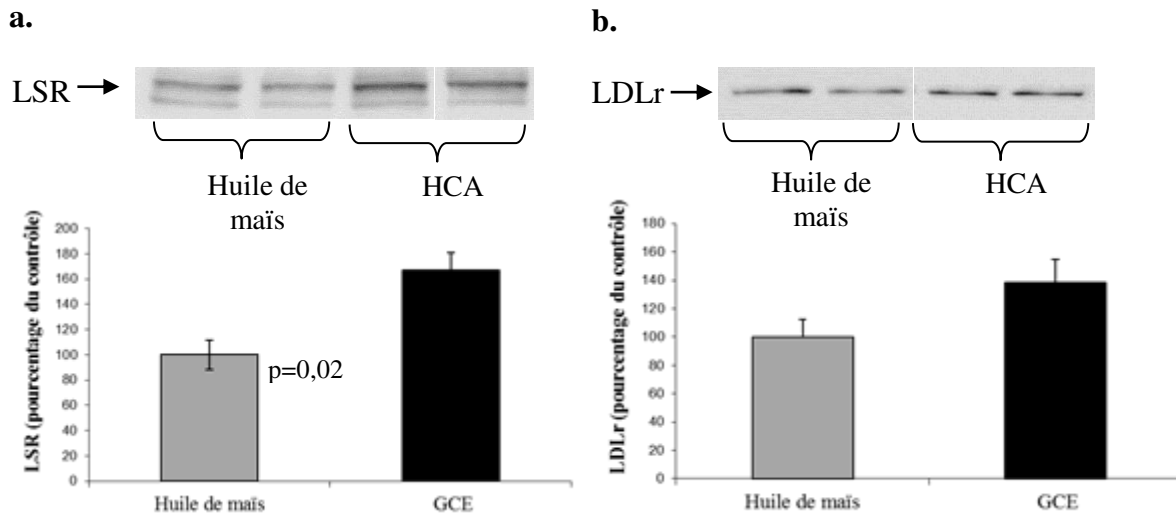 a.
LSR
Huile de
maïs
HCA
LSR (pourcentage du contrôle)
200
180
160
140
120
100
80
60
40
20
0
p=0,02
Huile de maïs
GCE
b.
LDLr
Huile de
maïs
HCA
LDLr (pourcentage du contrôle)
180
160
140
120
100
80
60
40
20
0
Huile de maïs
GCE